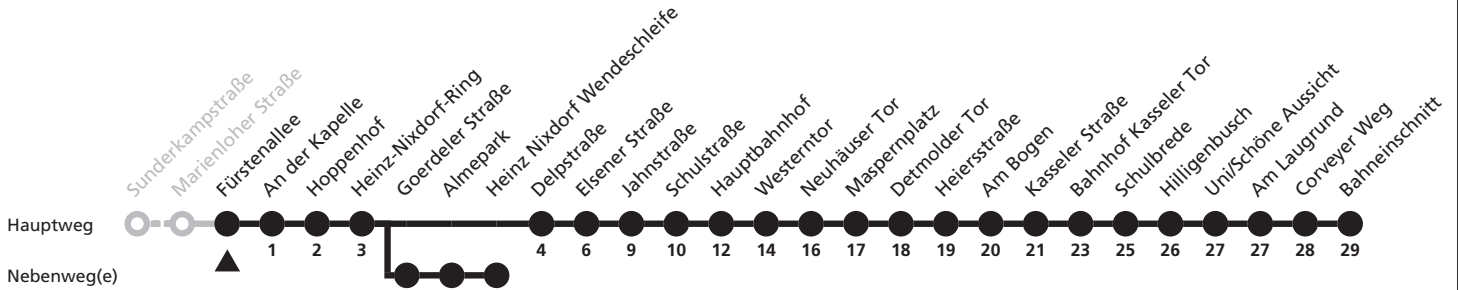 Sunderkampstraße
Marienloher Straße
Fürstenallee
An der Kapelle
Hoppenhof
Heinz-Nixdorf-Ring
Goerdeler Straße
Almepark
Heinz Nixdorf Wendeschleife
Delpstraße
Elsener Straße
Jahnstraße
Schulstraße
Hauptbahnhof
Westerntor
Neuhäuser Tor
Maspernplatz
Detmolder Tor
Heiersstraße
Am Bogen
Kasseler Straße
Bahnhof Kasseler Tor
Schulbrede
Hilligenbusch
Uni/Schöne Aussicht
Am Laugrund
Corveyer Weg
Bahneinschnitt
Hauptweg
1 2 3 4 6 9 10 12 14 16 17 18 19 20 21 23 25 26 27 27 28 29
Nebenweg(e)